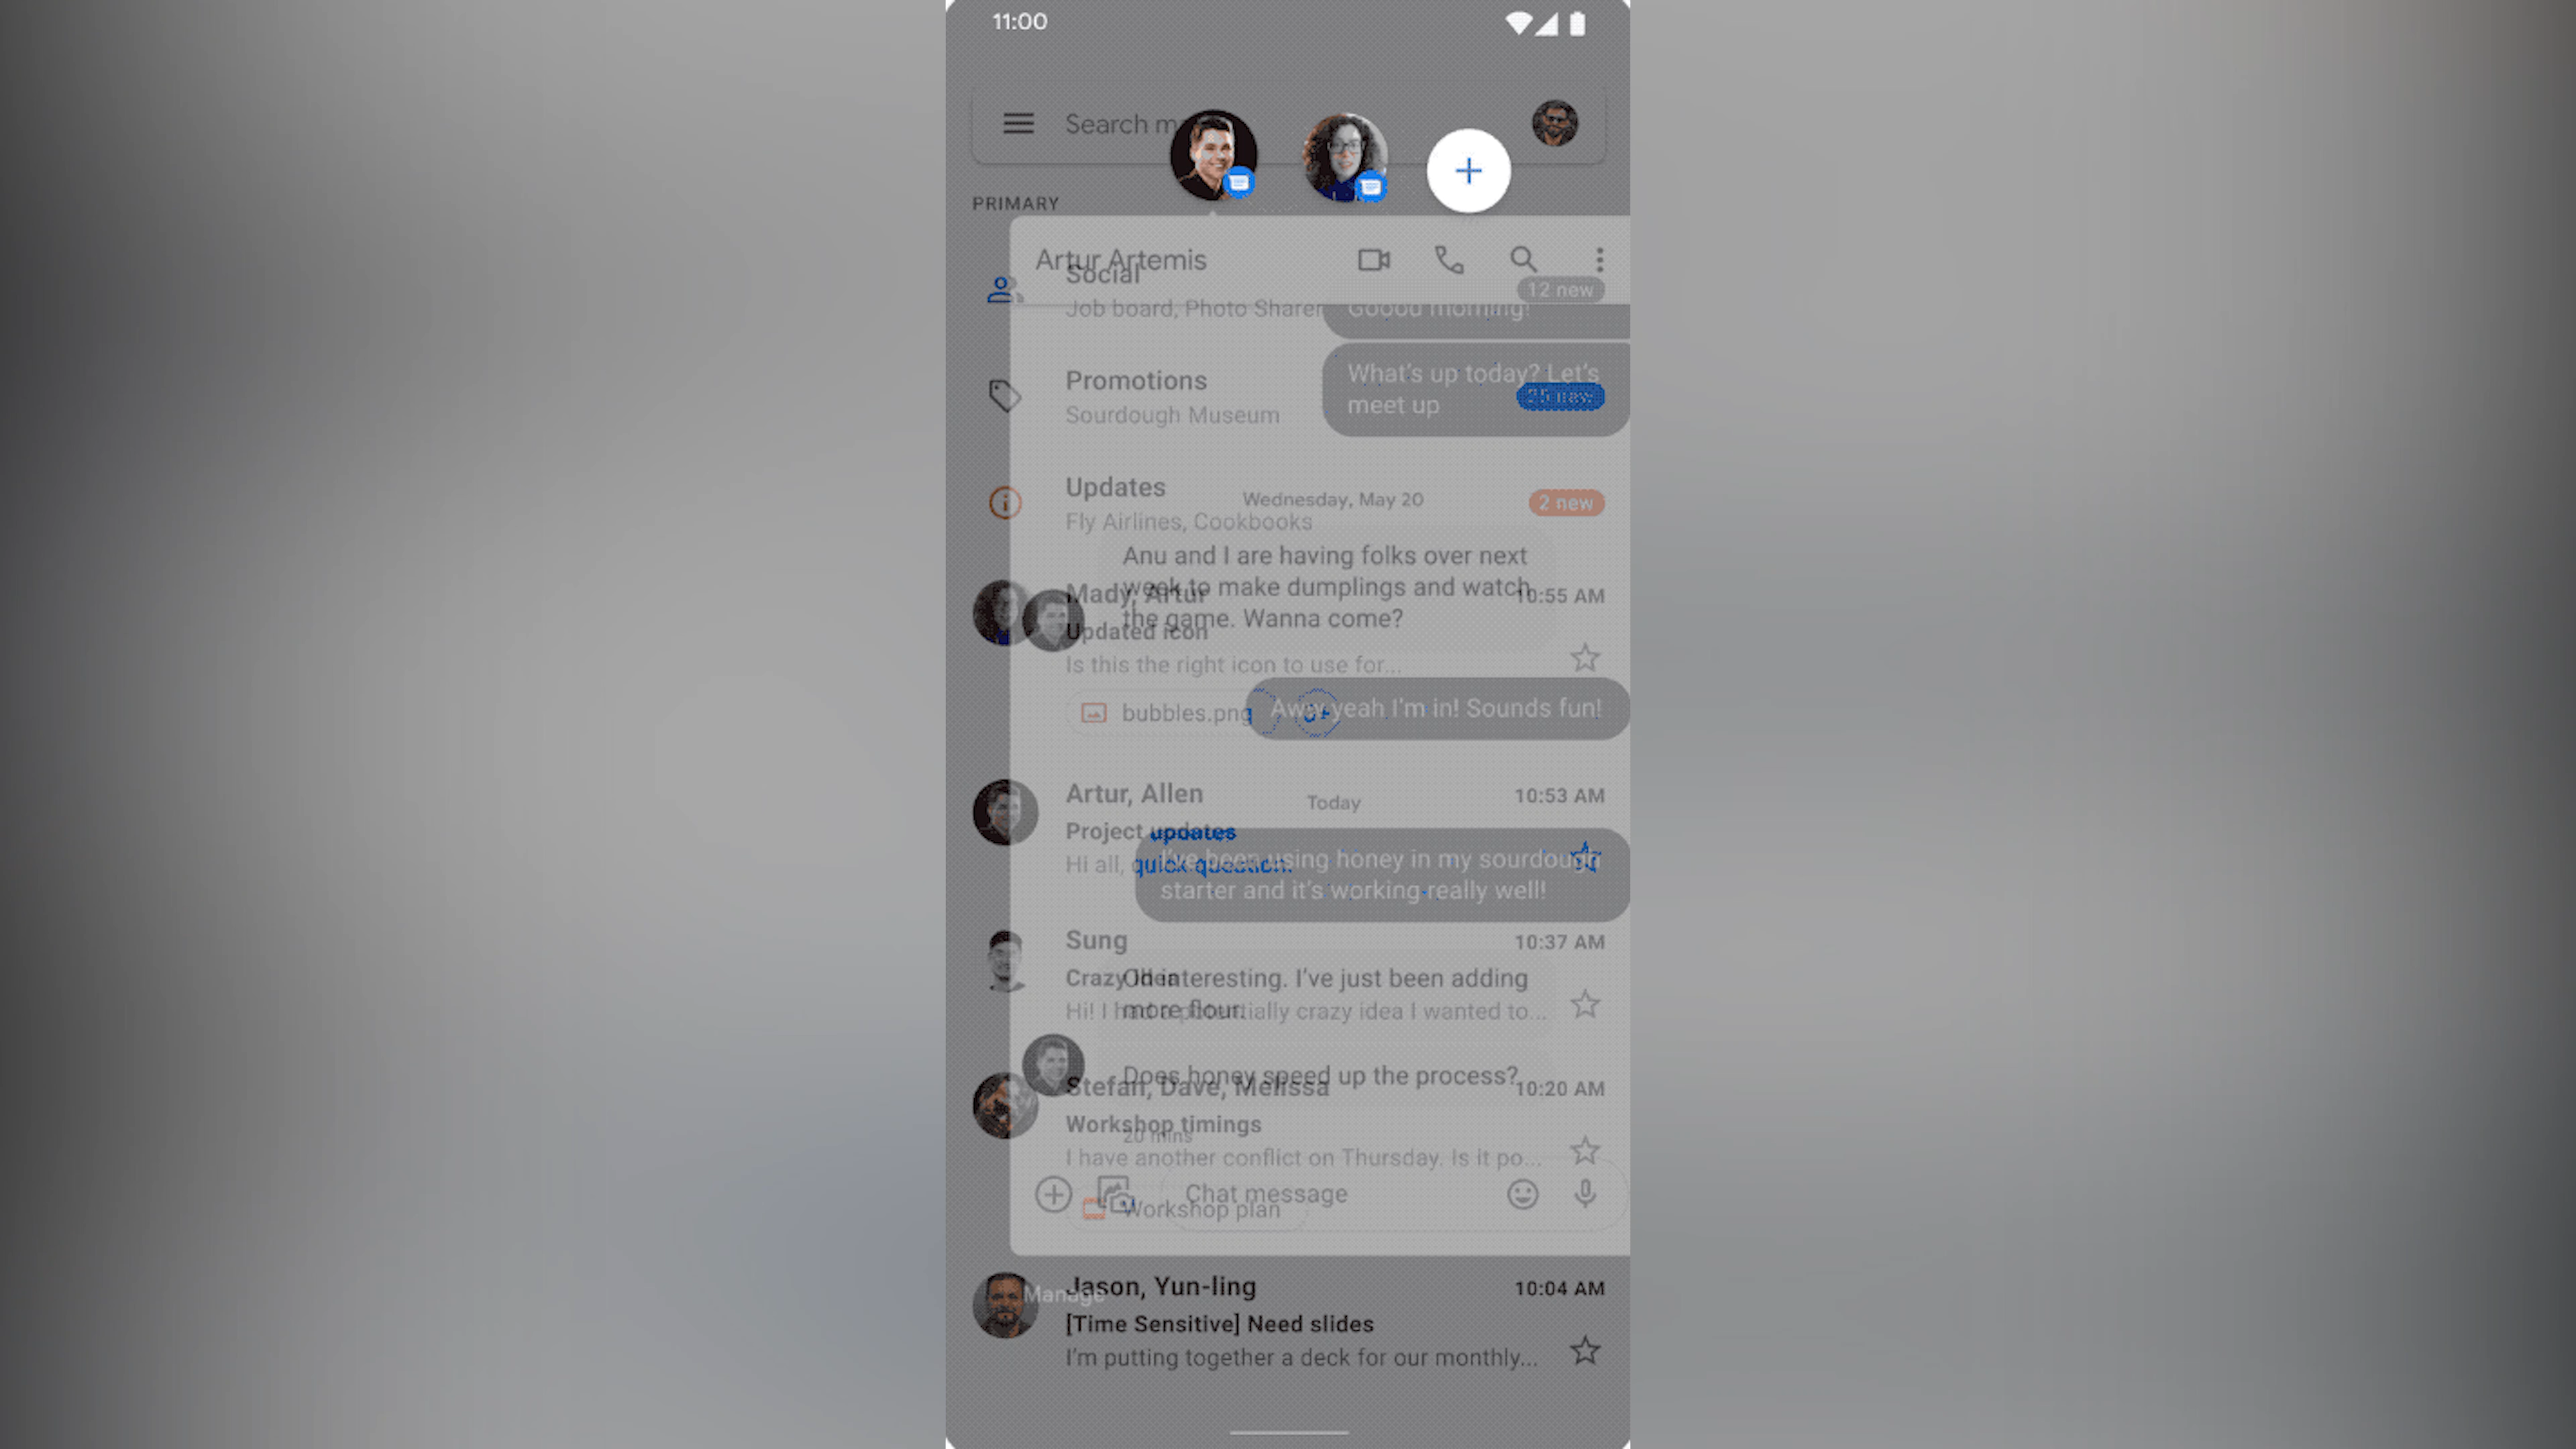 11:00
Search m
PRIMARY
Artur Artemis
Social
12 new
Job board, Photo Sharer
Goood morning!
Promotions
Sourdough Museum
What's up today? Let's
meet up
25 new
Updates
Wednesday, May 20
2 new
Fly Airlines, Cookbooks
Anu and I are having folks over next
week to make dumplings and watch
the game. Wanna come?
Mady, Artur
10:55 AM
Updated icon
Is this the right icon to use for...
bubbles.png
Aww yeah I'm in! Sounds fun!
Artur, Allen
10:53 AM
Today
Project updates
Hi all, quick question.
I've been using honey in my sourdough
starter and it's working really well!
Sung
10:37 AM
Crazy idea
Oh interesting. I've just been adding
more flour.
Hi! I had a potentially crazy idea I wanted to...
Does honey speed up the process?
Stefan, Dave, Melissa
10:20 AM
Workshop timings
20 mins
I have another conflict on Thursday. Is it po...
Chat message
Workshop plan
Manage
Jason, Yun-ling
10:04 AM
[Time Sensitive] Need slides
I'm putting together a deck for our monthly...